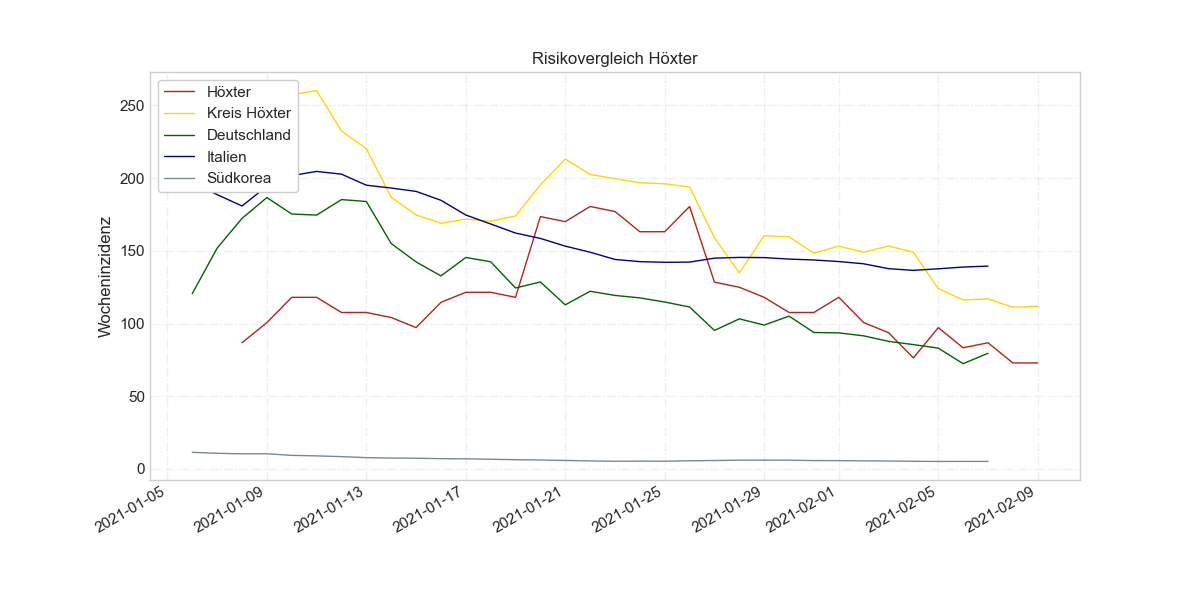 Risikovergleich Höxter
Höxter
Kreis Höxter
Deutschland
Italien
Südkorea
Wocheninzidenz
250
200
150
100
50
0
2021-01-05
2021-01-09
2021-01-13
2021-01-17
2021-01-21
2021-01-25
2021-01-29
2021-02-01
2021-02-05
2021-02-09